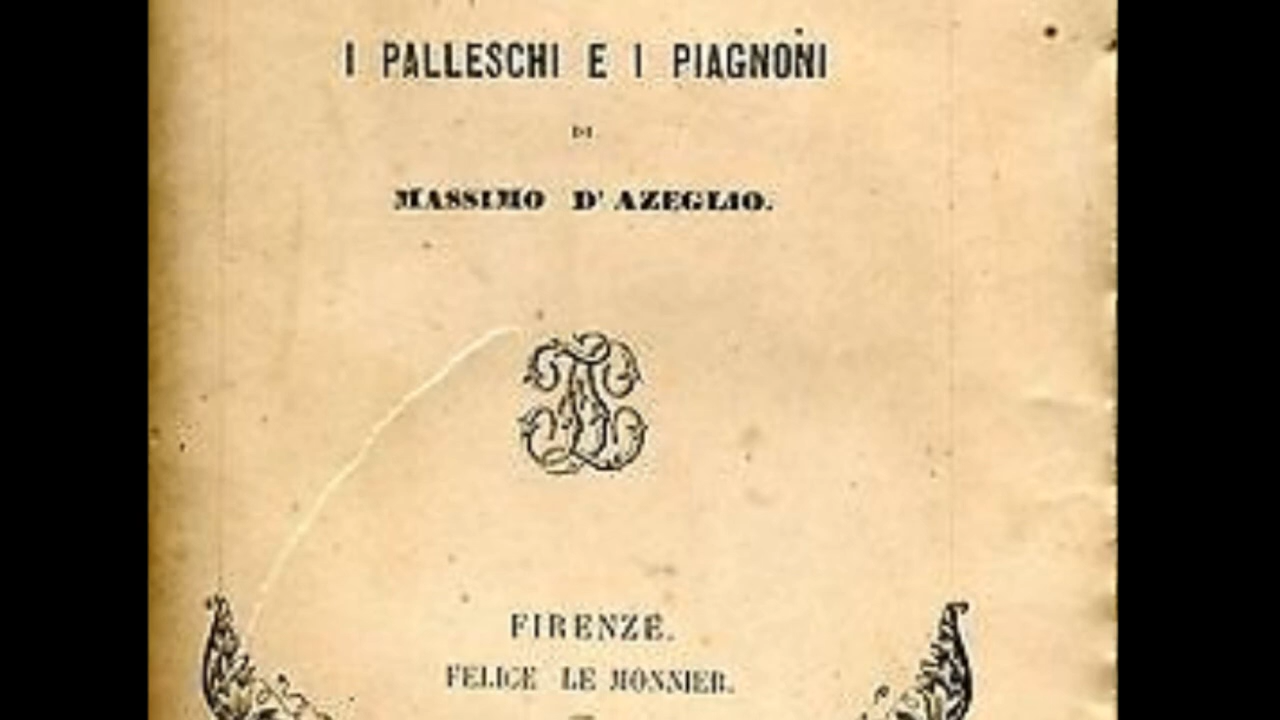 I PALLESCHI E I PIAGNONI
DI
MASSIMO D' AZEGLIO.
FIRENZE.
FELICE LE MONNIER.